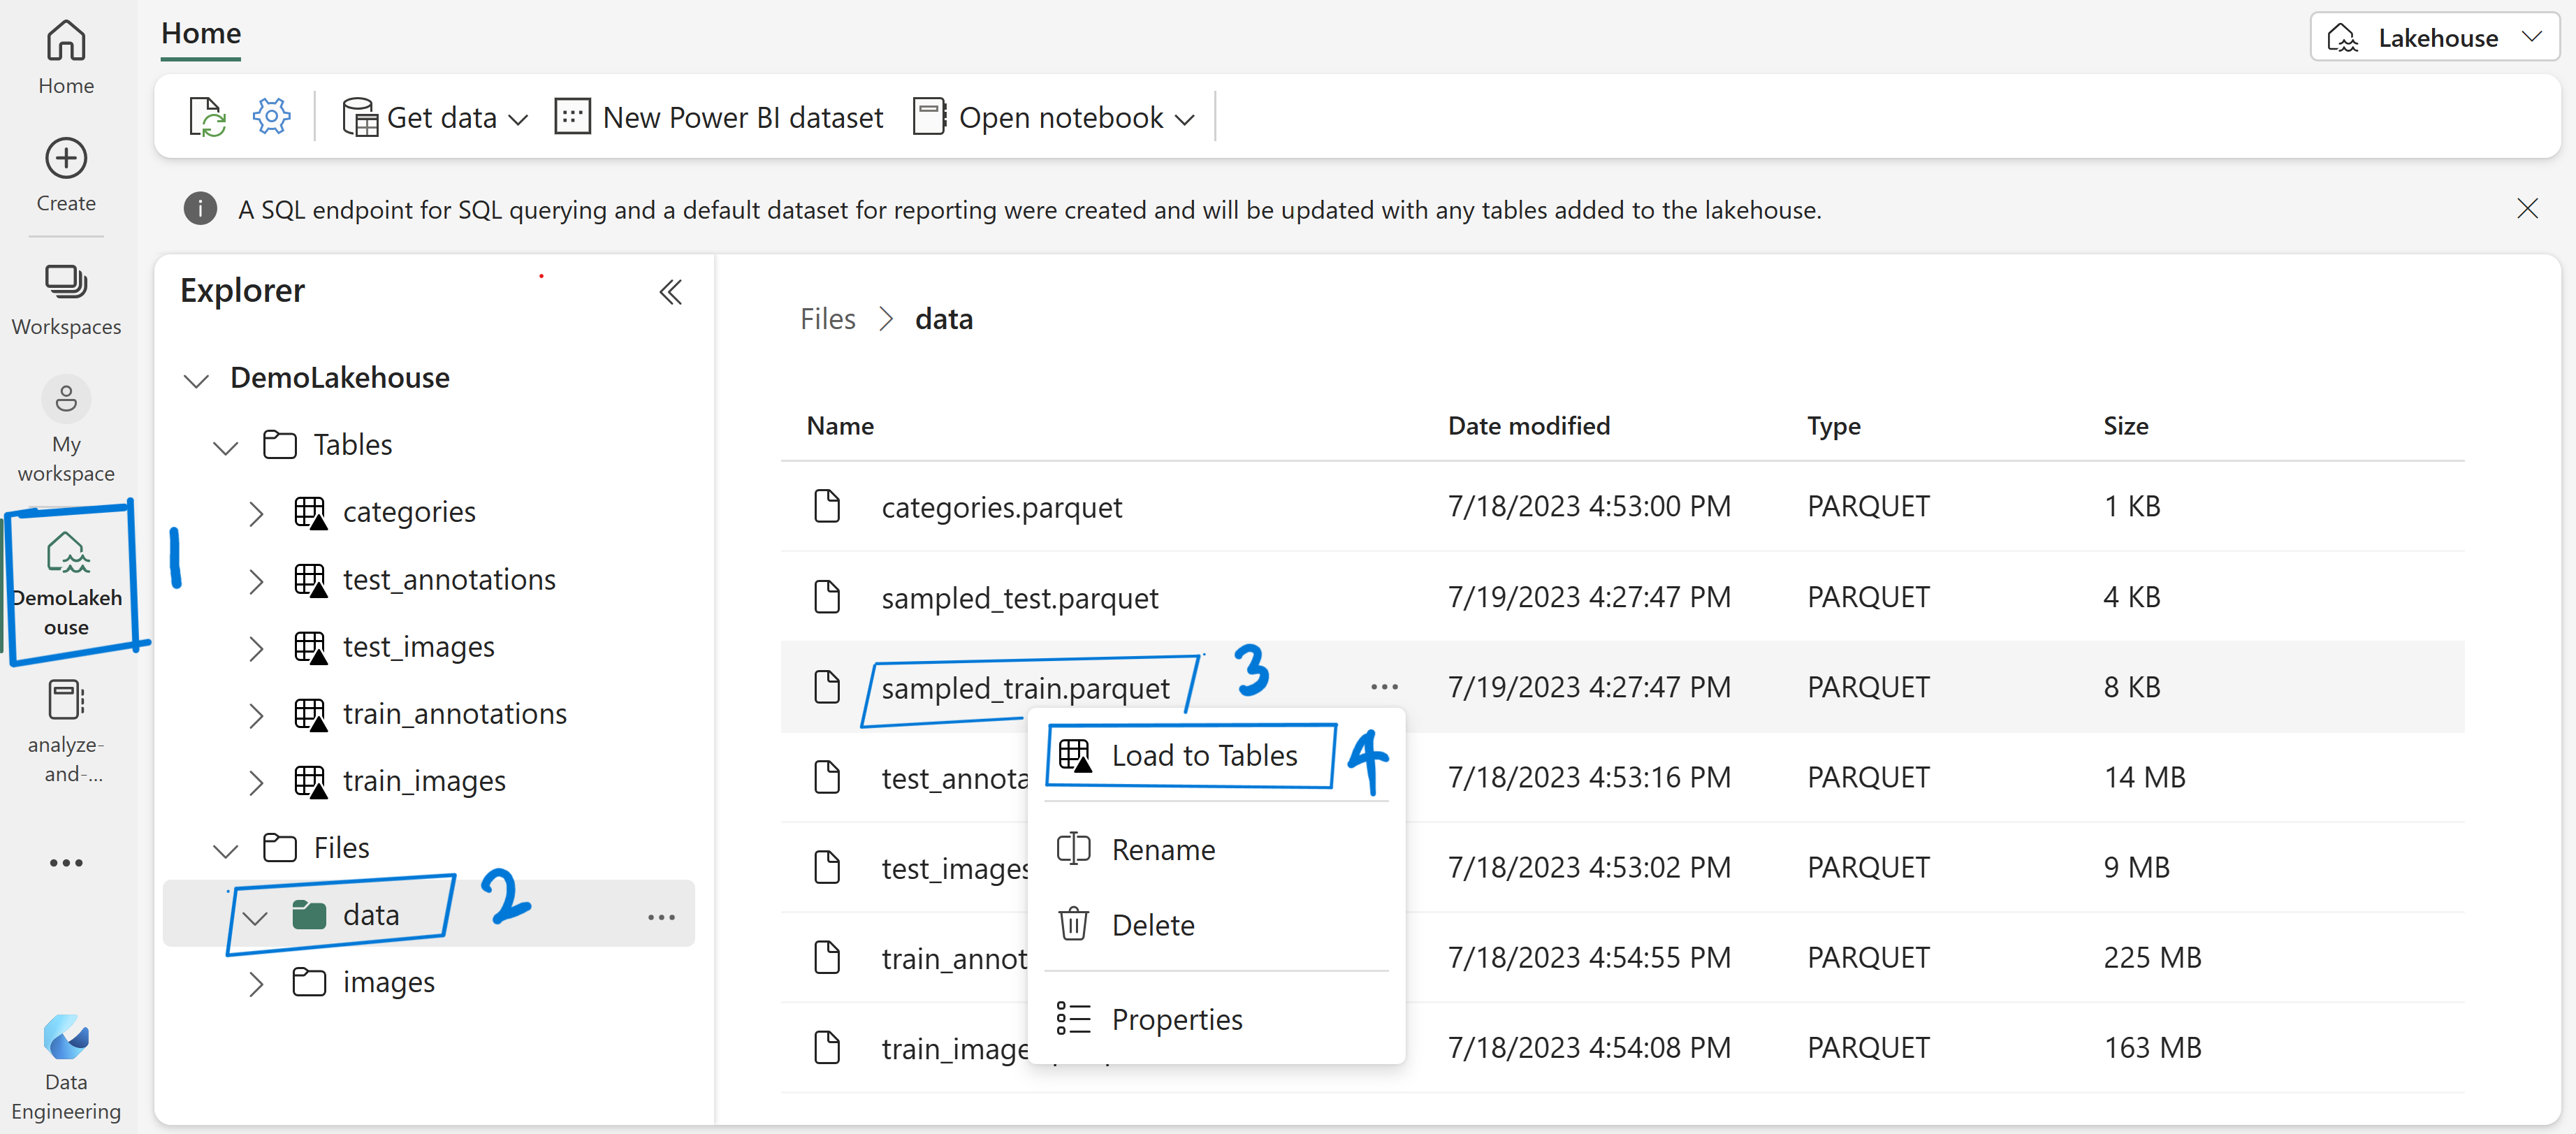 Home
Create
Workspaces
My
workspace
DemoLakeh
ouse
analyze-
and-...
Data
Engineering
Home
Lakehouse
Get data
New Power BI dataset
Open notebook
A SQL endpoint for SQL querying and a default dataset for reporting were created and will be updated with any tables added to the lakehouse.
Explorer
DemoLakehouse
Tables
1
categories
test_annotations
test_images
train_annotations
train_images
Files
data
2
images
Files > data
Name Date modified Type Size
categories.parquet 7/18/2023 4:53:00 PM PARQUET 1 KB
sampled_test.parquet 7/19/2023 4:27:47 PM PARQUET 4 KB
sampled_train.parquet 3 7/19/2023 4:27:47 PM PARQUET 8 KB
Load to Tables 4
Rename
Delete
Properties
test_annota 7/18/2023 4:53:16 PM PARQUET 14 MB
test_images 7/18/2023 4:53:02 PM PARQUET 9 MB
train_annot 7/18/2023 4:54:55 PM PARQUET 225 MB
train_image 7/18/2023 4:54:08 PM PARQUET 163 MB